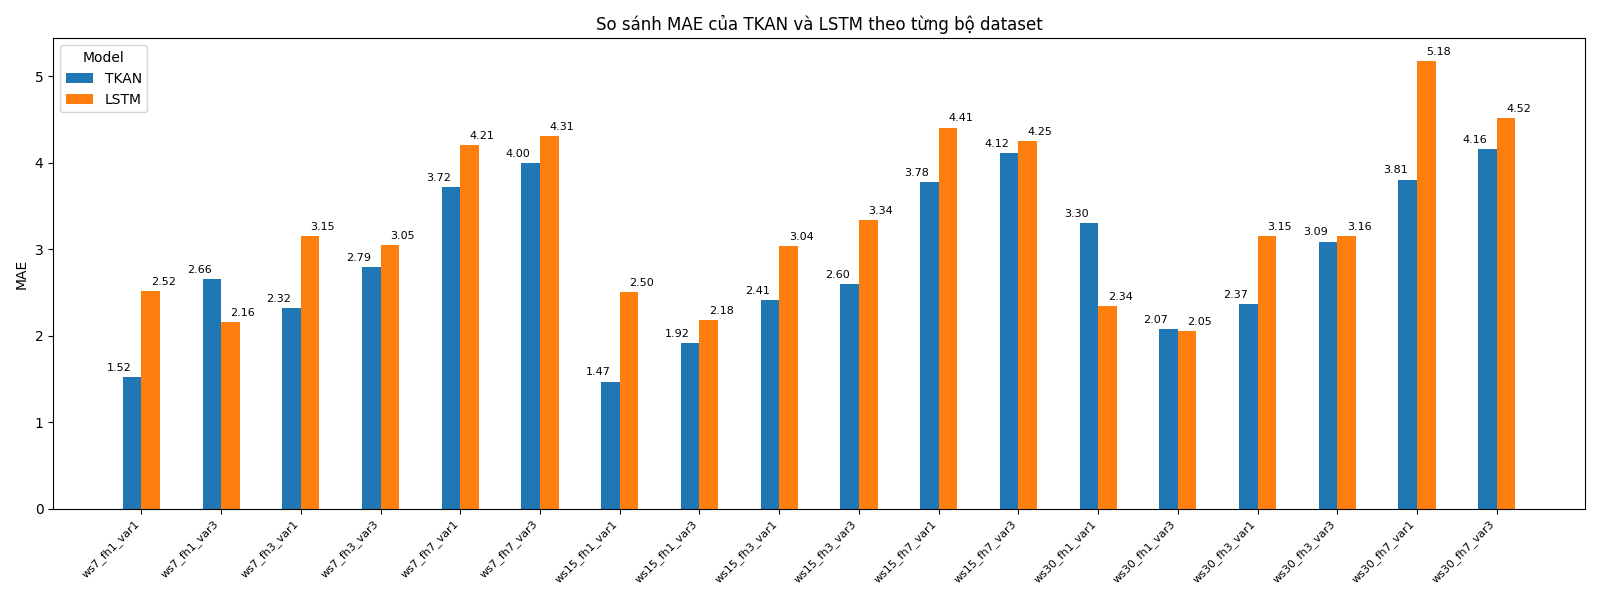 So sánh MAE của TKAN và LSTM theo từng bộ dataset
Model
TKAN
LSTM
MAE
5
4
3
2
1
0
1.52
2.52
2.66
2.16
2.32
3.15
2.79
3.05
3.72
4.21
4.00
4.31
1.47
2.50
1.92
2.18
2.41
3.04
2.60
3.34
3.78
4.41
4.12
4.25
3.30
2.34
2.07
2.05
2.37
3.15
3.09
3.16
3.81
5.18
4.16
4.52
ws7_fh1_var1
ws7_fh1_var3
ws7_fh3_var1
ws7_fh3_var3
ws7_fh7_var1
ws7_fh7_var3
ws15_fh1_var1
ws15_fh1_var3
ws15_fh3_var1
ws15_fh3_var3
ws15_fh7_var1
ws15_fh7_var3
ws30_fh1_var1
ws30_fh1_var3
ws30_fh3_var1
ws30_fh3_var3
ws30_fh7_var1
ws30_fh7_var3